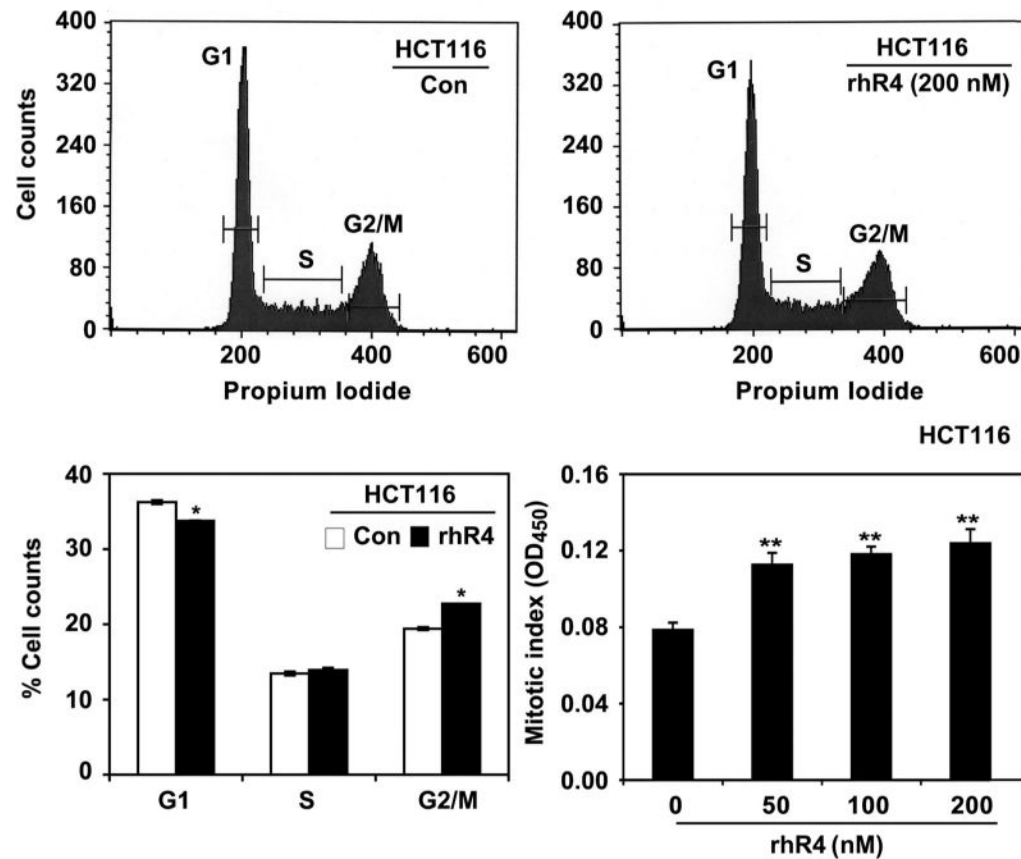 400
320
240
160
80
0
Cell counts
G1
S
G2/M
HCT116
Con
200
400
600
Propium Iodide
400
320
240
160
80
0
G1
S
G2/M
HCT116
rhR4 (200 nM)
200
400
600
Propium Iodide
40
30
20
10
0
% Cell counts
HCT116
Con rhR4
*
*
G1
S
G2/M
HCT116
0.16
0.12
0.08
0.04
0.00
Mitotic index (OD450)
**
**
**
0
50
100
200
rhR4 (nM)